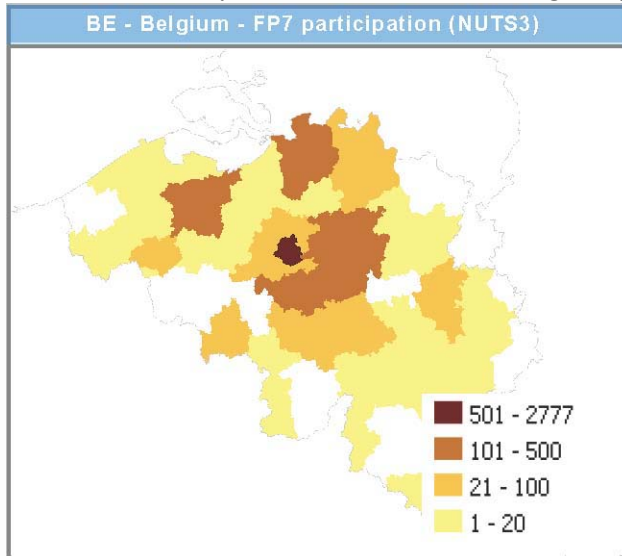 BE - Belgium - FP7 participation (NUTS3)
501 - 2777
101 - 500
21 - 100
1 - 20